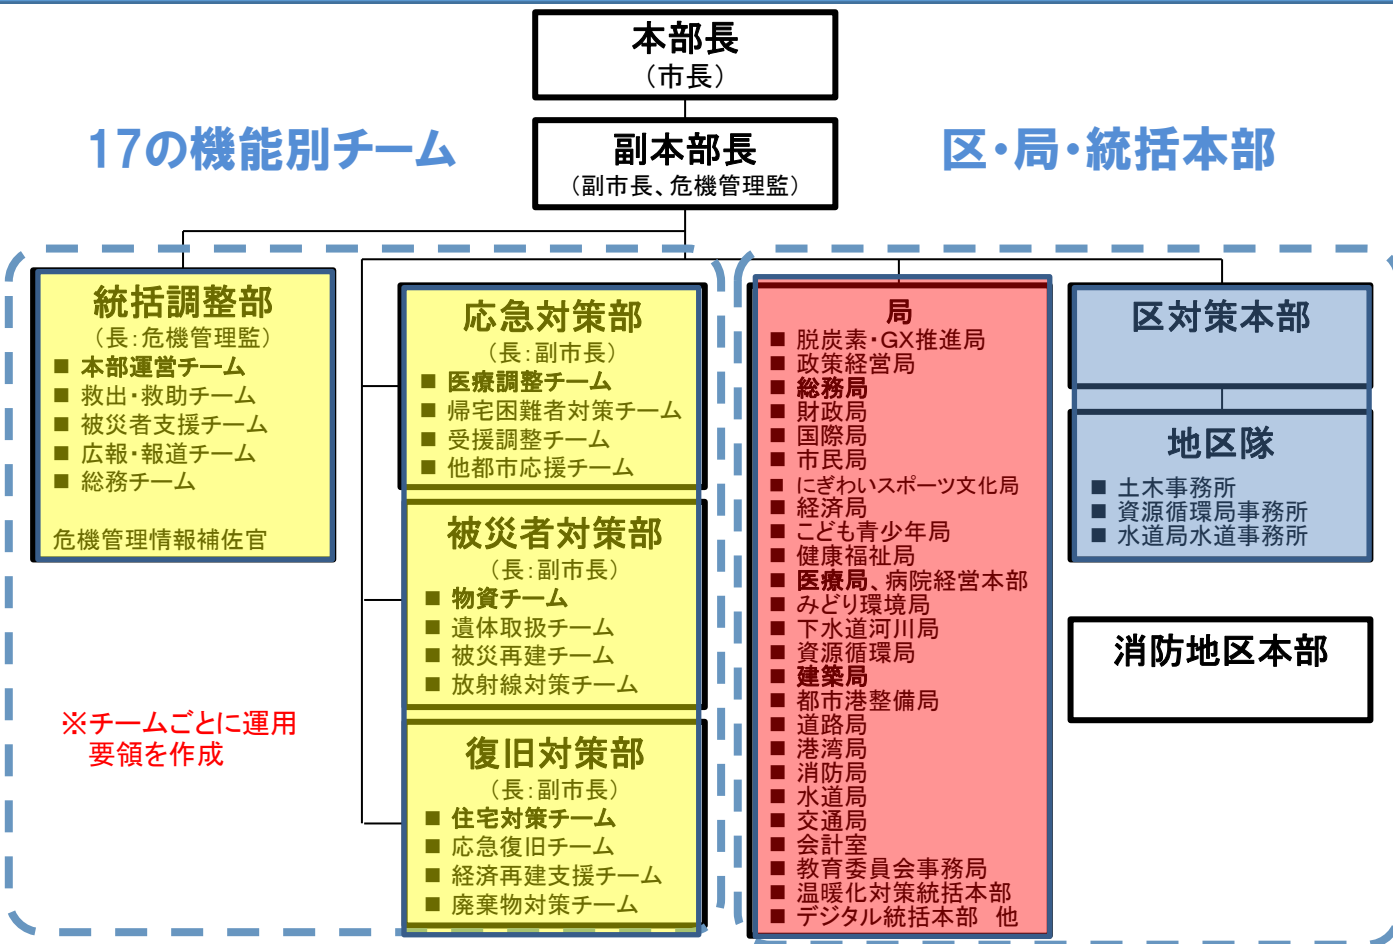 本部長
（市長）
17の機能別チーム
副本部長
（副市長、危機管理監）
区・局・統括本部
統括調整部
（長：危機管理監）
■ 本部運営チーム
■ 救出・救助チーム
■ 被災者支援チーム
■ 広報・報道チーム
■ 総務チーム
危機管理情報補佐官
※チームごとに運用
要領を作成
応急対策部
（長：副市長）
■ 医療調整チーム
■ 帰宅困難者対策チーム
■ 受援調整チーム
■ 他都市応援チーム
被災者対策部
（長：副市長）
■ 物資チーム
■ 遺体取扱チーム
■ 被災再建チーム
■ 放射線対策チーム
復旧対策部
（長：副市長）
■ 住宅対策チーム
■ 応急復旧チーム
■ 経済再建支援チーム
■ 廃棄物対策チーム
局
■ 脱炭素・GX推進局
■ 政策経営局
■ 総務局
■ 財政局
■ 国際局
■ 市民局
■ にぎわいスポーツ文化局
■ 経済局
■ こども青少年局
■ 健康福祉局
■ 医療局、病院経営本部
■ みどり環境局
■ 下水道河川局
■ 資源循環局
■ 建築局
■ 都市港整備局
■ 道路局
■ 港湾局
■ 消防局
■ 水道局
■ 交通局
■ 会計室
■ 教育委員会事務局
■ 温暖化対策統括本部
■ デジタル統括本部 他
区対策本部
地区隊
■ 土木事務所
■ 資源循環局事務所
■ 水道局水道事務所
消防地区本部